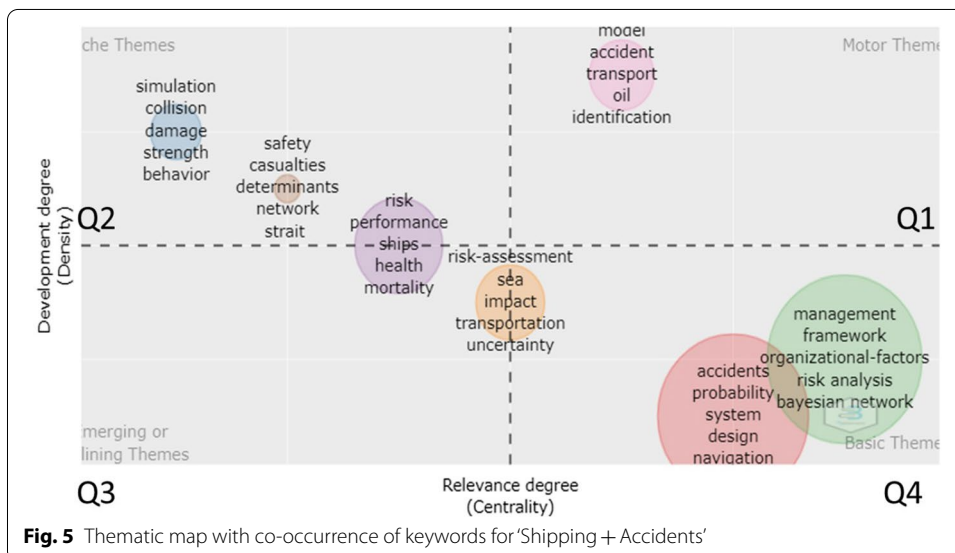 che Themes
Motor Theme
model
accident
transport
oil
identification
simulation
collision
damage
strength
behavior
safety
casualties
determinants
network
strait
Q2
Q1
risk
performance
ships
health
mortality
risk-assessment
sea
impact
transportation
uncertainty
management
framework
organizational-factors
risk analysis
bayesian network
accidents
probability
system
design
navigation
Development degree
(Density)
merging or
lining Themes
Basic Theme
Q3
Relevance degree
(Centrality)
Q4
Fig. 5 Thematic map with co-occurrence of keywords for ‘Shipping + Accidents’